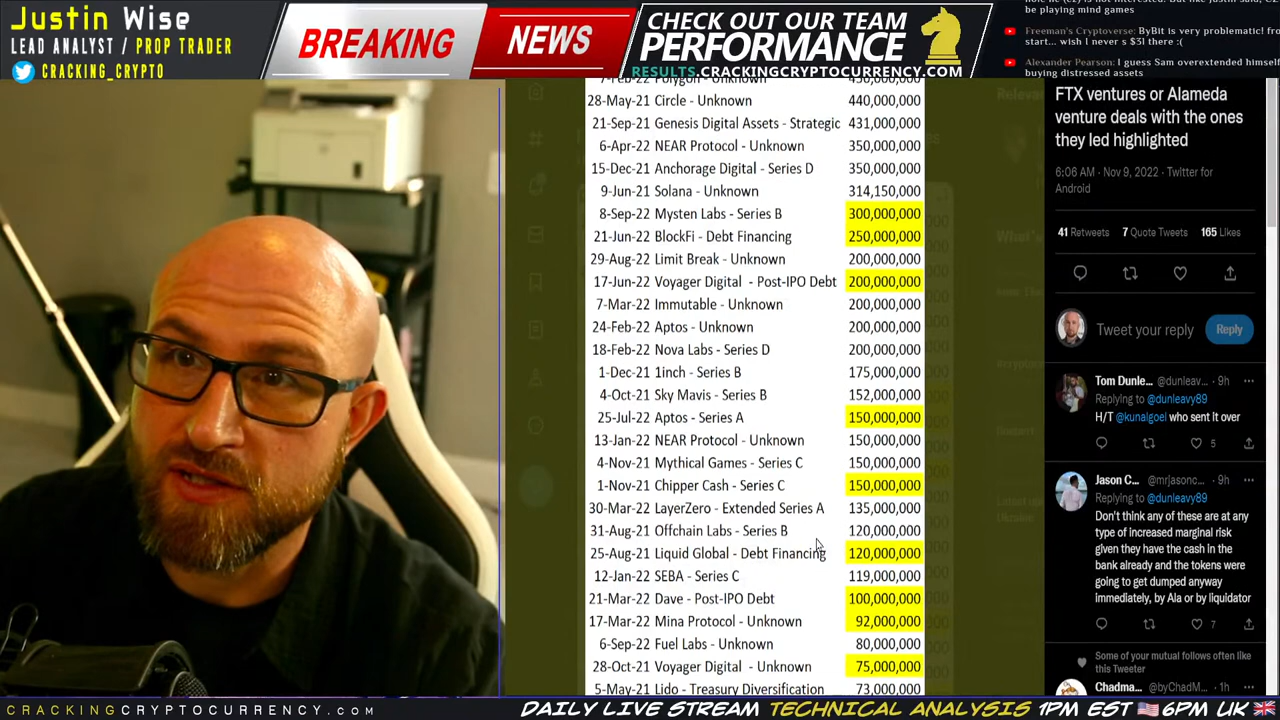 Justin Wise
LEAD ANALYST / PROP TRADER
CRACKING_CRYPTO
BREAKING
NEWS
CHECK OUT OUR TEAM
PERFORMANCE
RESULTS.CRACKINGCRYPTOCURRENCY.COM
be playing mind games
Freeman's Cryptoverse: ByBit is very problematic! fro
start... wish I never s $3l there :(
Alexander Pearson: I guess Sam overextended himself
buying distressed assets
7-Feb-22 Polygon - Unknown 450,000,000
28-May-21 Circle - Unknown 440,000,000
21-Sep-21 Genesis Digital Assets - Strategic 431,000,000
6-Apr-22 NEAR Protocol - Unknown 350,000,000
15-Dec-21 Anchorage Digital - Series D 350,000,000
9-Jun-21 Solana - Unknown 314,150,000
8-Sep-22 Mysten Labs - Series B 300,000,000
21-Jun-22 BlockFi - Debt Financing 250,000,000
29-Aug-22 Limit Break - Unknown 200,000,000
17-Jun-22 Voyager Digital - Post-IPO Debt 200,000,000
7-Mar-22 Immutable - Unknown 200,000,000
24-Feb-22 Aptos - Unknown 200,000,000
18-Feb-22 Nova Labs - Series D 200,000,000
1-Dec-21 1inch - Series B 175,000,000
4-Oct-21 Sky Mavis - Series B 152,000,000
25-Jul-22 Aptos - Series A 150,000,000
13-Jan-22 NEAR Protocol - Unknown 150,000,000
4-Nov-21 Mythical Games - Series C 150,000,000
1-Nov-21 Chipper Cash - Series C 150,000,000
30-Mar-22 LayerZero - Extended Series A 135,000,000
31-Aug-21 Offchain Labs - Series B 120,000,000
25-Aug-21 Liquid Global - Debt Financing 120,000,000
12-Jan-22 SEBA - Series C 119,000,000
21-Mar-22 Dave - Post-IPO Debt 100,000,000
17-Mar-22 Mina Protocol - Unknown 92,000,000
6-Sep-22 Fuel Labs - Unknown 80,000,000
28-Oct-21 Voyager Digital - Unknown 75,000,000
5-May-21 Lido - Treasury Diversification 73,000,000
FTX ventures or Alameda
venture deals with the ones
they led highlighted
6:06 AM · Nov 9, 2022 · Twitter for
Android
41 Retweets 7 Quote Tweets 165 Likes
Tweet your reply
Reply
Tom Dunle... @dunleav... · 9h
Replying to @dunleavy89
H/T @kunalgoel who sent it over
5
Jason C... @mrjasonc... · 9h
Replying to @dunleavy89
Don't think any of these are at any
type of increased marginal risk
given they have the cash in the
bank already and the tokens were
going to get dumped anyway
immediately, by Ala or by liquidator
7
Some of your mutual follows often like
this Tweeter
Chadma... @byChadM... · 1h
CRACKINGCRYPTOCURRENCY.COM
DAILY LIVE STREAM TECHNICAL ANALYSIS 1PM EST 6PM UK